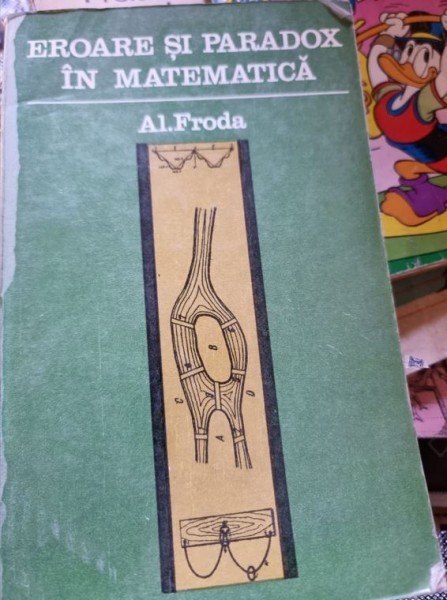 EROARE ȘI PARADOX
ÎN MATEMATICĂ
Al.Froda
B
C
D
A